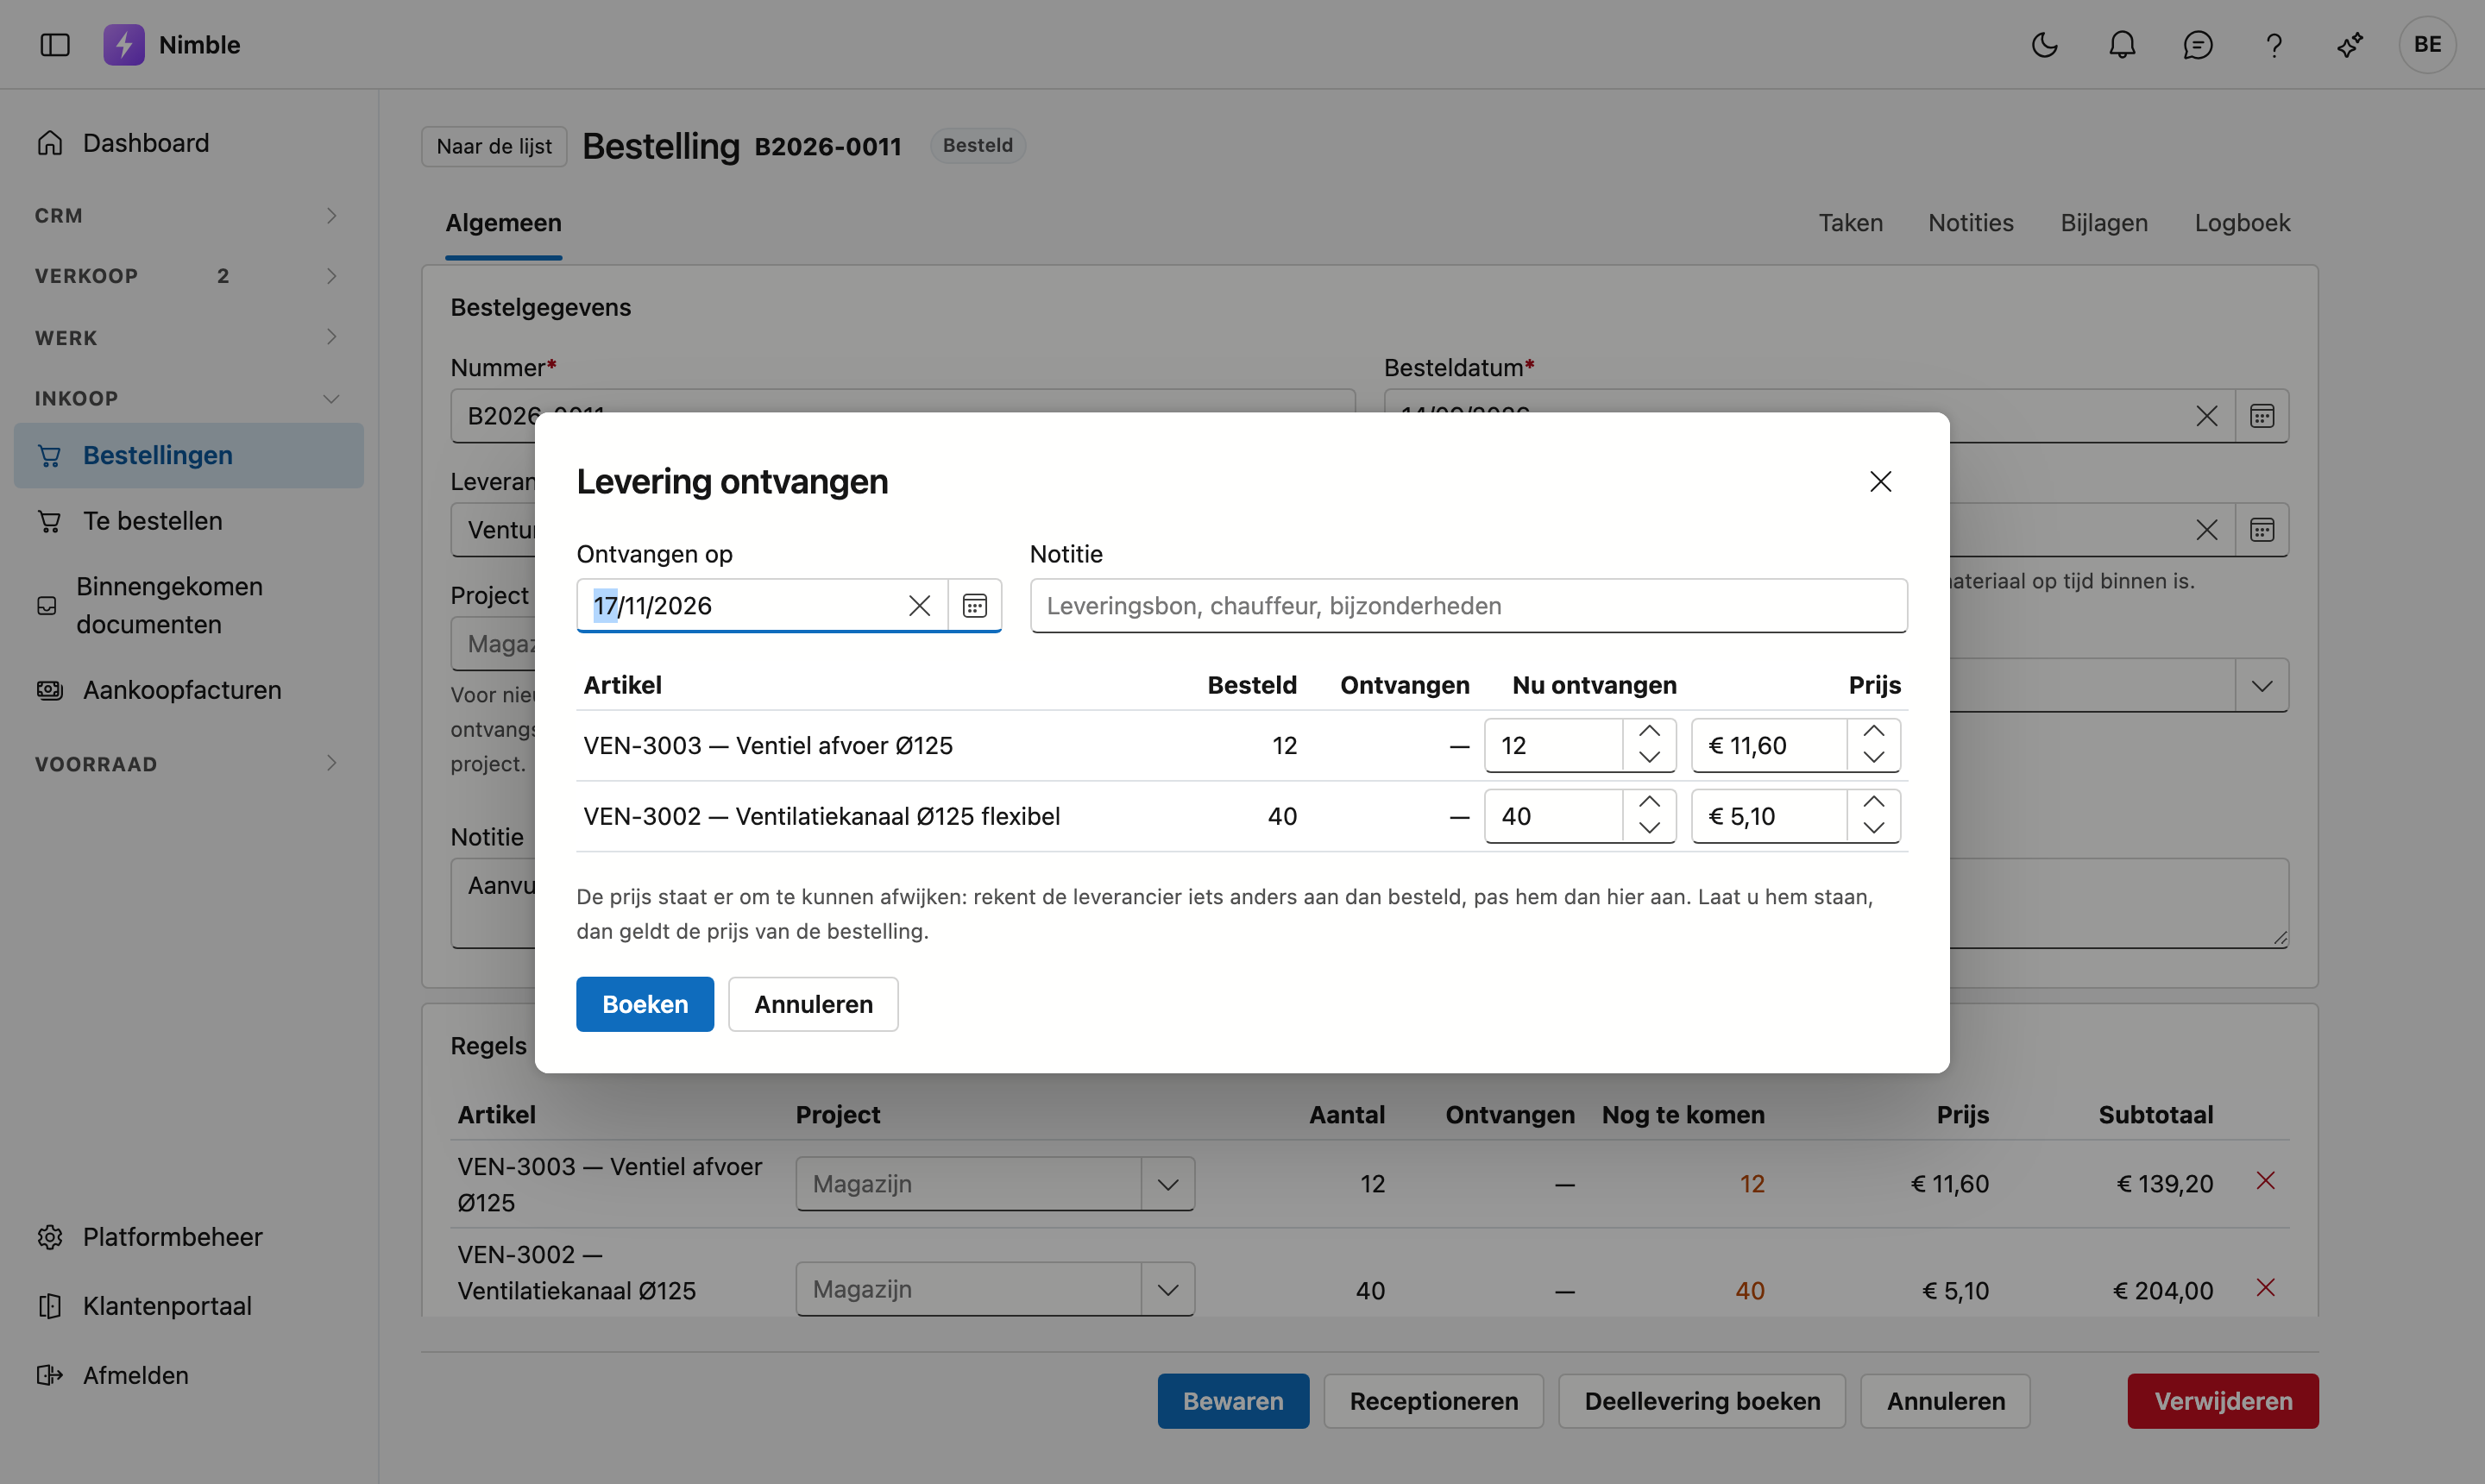 Nimble
BE
Dashboard
CRM
VERKOOP 2
WERK
INKOOP
Bestellingen
Te bestellen
Binnengekomen
documenten
Aankoopfacturen
VOORRAAD
Platformbeheer
Klantenportaal
Afmelden
Naar de lijst Bestelling B2026-0011 Besteld
Algemeen Taken Notities Bijlagen Logboek
Bestelgegevens
Nummer* Besteldatum*
Project
Voor
project.
Notitie
ateriaal op tijd binnen is.
Levering ontvangen
Ontvangen op Notitie
17/11/2026 Leveringsbon, chauffeur, bijzonderheden
Artikel Besteld Ontvangen Nu ontvangen Prijs
VEN-3003 — Ventiel afvoer Ø125 12 — 12 € 11,60
VEN-3002 — Ventilatiekanaal Ø125 flexibel 40 — 40 € 5,10
De prijs staat er om te kunnen afwijken: rekent de leverancier iets anders aan dan besteld, pas hem dan hier aan. Laat u hem staan,
dan geldt de prijs van de bestelling.
Boeken Annuleren
Regels
Artikel Project Aantal Ontvangen Nog te komen Prijs Subtotaal
VEN-3003 — Ventiel afvoer
Ø125 Magazijn 12 — 12 € 11,60 € 139,20
VEN-3002 —
Ventilatiekanaal Ø125 Magazijn 40 — 40 € 5,10 € 204,00
Bewaren Receptioneren Deellevering boeken Annuleren Verwijderen